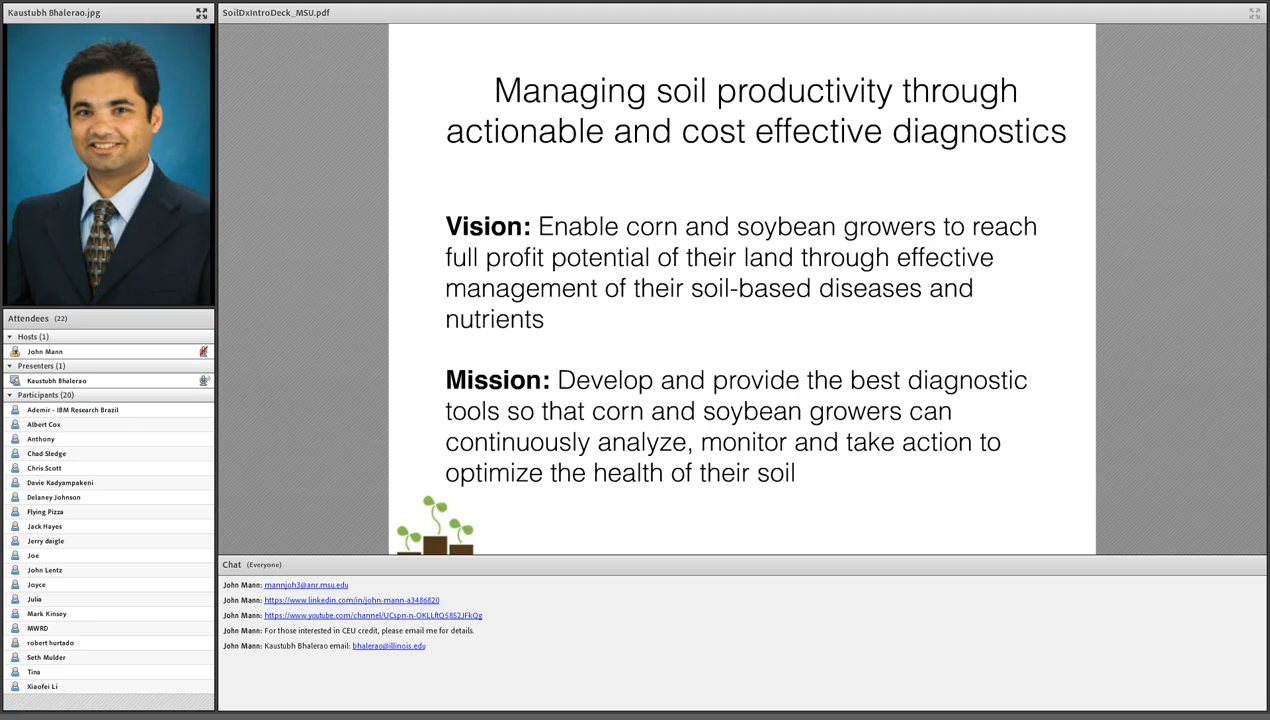 Kaustubh Bhalerao.jpg
SoilDxIntroDeck_MSU.pdf
Managing soil productivity through
actionable and cost effective diagnostics
Vision: Enable corn and soybean growers to reach
full profit potential of their land through effective
management of their soil-based diseases and
nutrients
Mission: Develop and provide the best diagnostic
tools so that corn and soybean growers can
continuously analyze, monitor and take action to
optimize the health of their soil
Attendees (22)
Hosts (1)
John Mann
Presenters (1)
Kaustubh Bhalerao
Participants (20)
Ademir - IBM Research Brazil
Albert Cox
Anthony
Chad Sledge
Chris Scott
Davie Kadyampakeni
Delaney Johnson
Flying Pizza
Jack Hayes
Jerry daigle
Joe
John Lentz
Joyce
Julia
Mark Kinsey
MWRD
robert hurtado
Seth Mulder
Tina
Xiaofei Li
Chat (Everyone)
John Mann: mannjoh3@anr.msu.edu
John Mann: https://www.linkedin.com/in/john-mann-a3486820
John Mann: https://www.youtube.com/channel/UCspn-n-OKLLftQ58S2JFkQg
John Mann: For those interested in CEU credit, please email me for details.
John Mann: Kaustubh Bhalerao email: bhalerao@illinois.edu